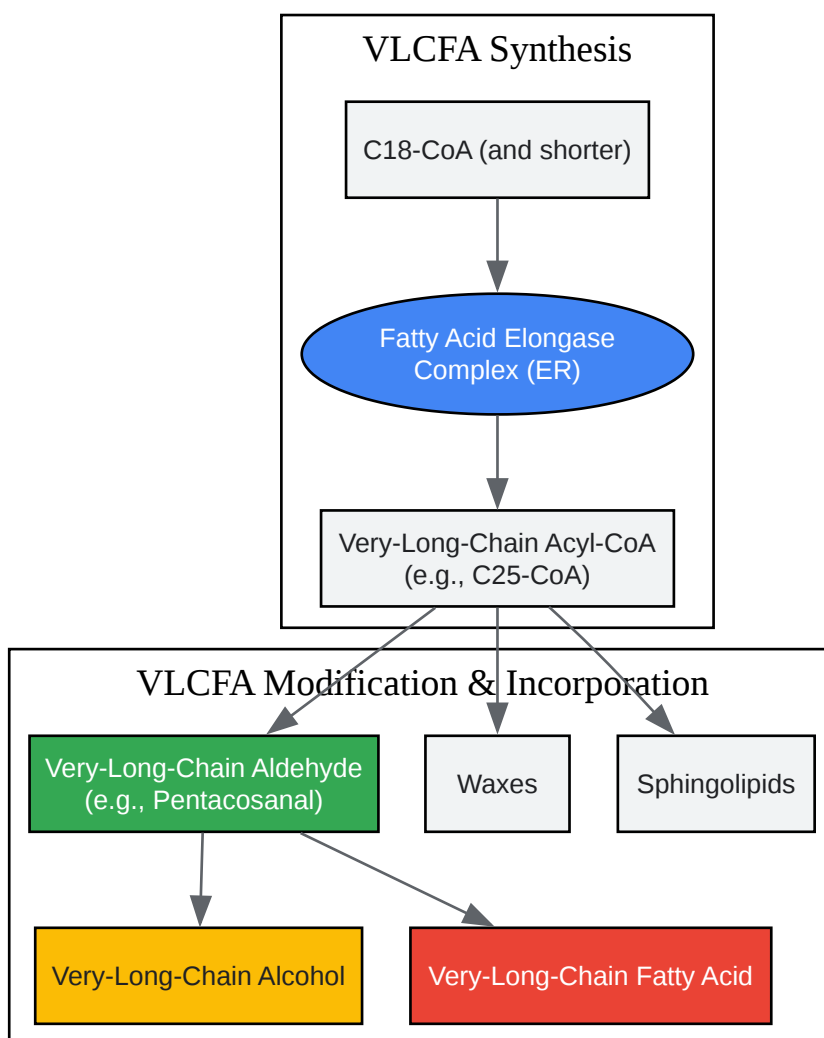 VLCFA Synthesis
C18-CoA (and shorter)
Fatty Acid Elongase
Complex (ER)
Very-Long-Chain Acyl-CoA
(e.g., C25-CoA)
VLCFA Modification & Incorporation
Very-Long-Chain Aldehyde
(e.g., Pentacosanal)
Waxes
Sphingolipids
Very-Long-Chain Alcohol
Very-Long-Chain Fatty Acid